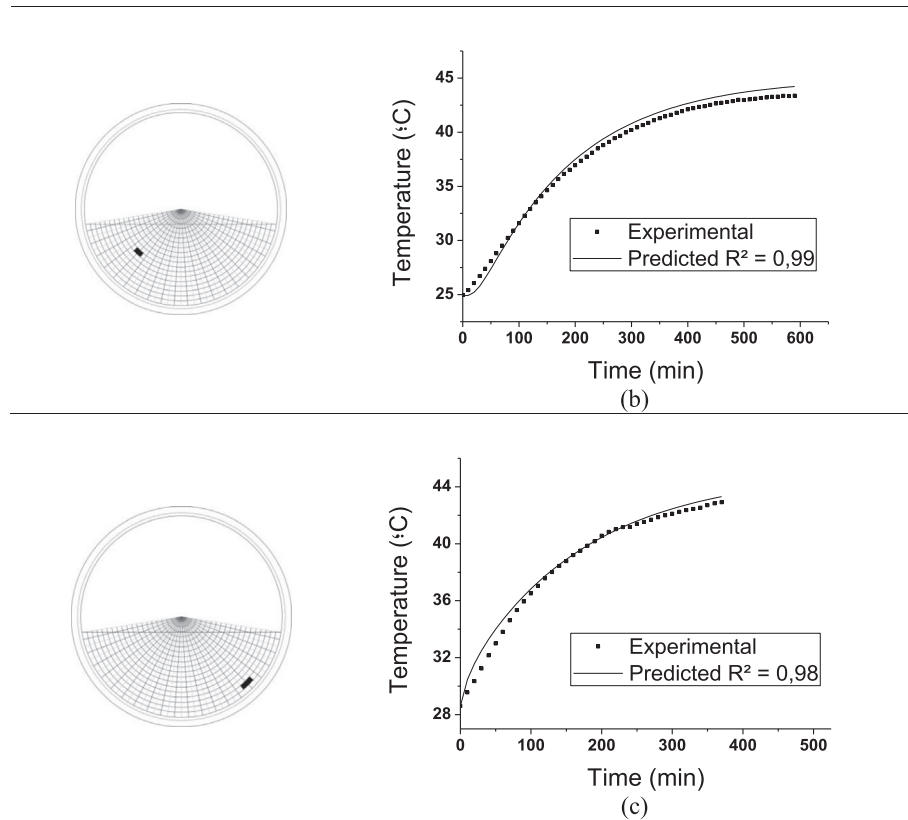 45
40
35
30
25
Temperature (؛C)
Experimental
Predicted R² = 0,99
0 100 200 300 400 500 600
Time (min)
(b)
44
40
36
32
28
Temperature (؛C)
Experimental
Predicted R² = 0,98
0 100 200 300 400 500
Time (min)
(c)